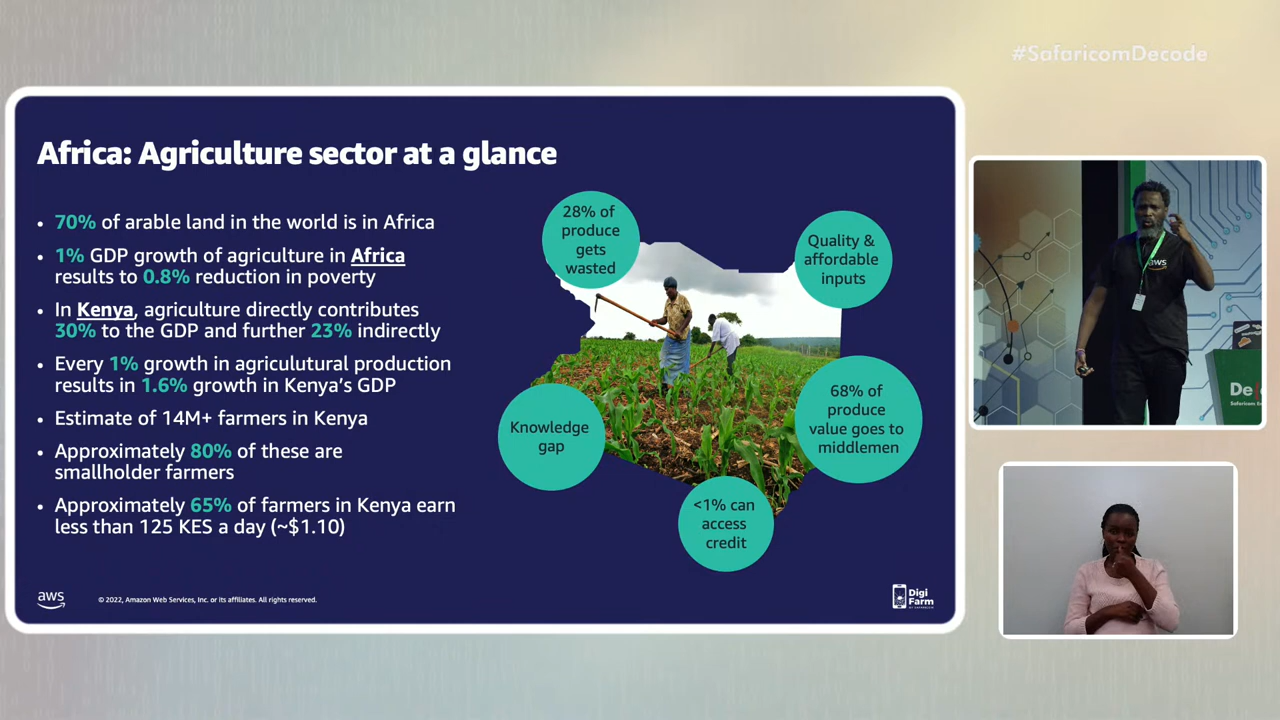 #SafaricomDecode
Africa: Agriculture sector at a glance
• 70% of arable land in the world is in Africa
• 1% GDP growth of agriculture in Africa
results to 0.8% reduction in poverty
• In Kenya, agriculture directly contributes
30% to the GDP and further 23% indirectly
• Every 1% growth in agriculutural production
results in 1.6% growth in Kenya's GDP
• Estimate of 14M+ farmers in Kenya
• Approximately 80% of these are
smallholder farmers
• Approximately 65% of farmers in Kenya earn
less than 125 KES a day (~$1.10)
28% of
produce
gets
wasted
Quality &
affordable
inputs
Knowledge
gap
68% of
produce
value goes to
middlemen
<1% can
access
credit
aws
© 2022, Amazon Web Services, Inc. or its affiliates. All rights reserved.
Digi
Farm
BY SAFARICOM
aws
De